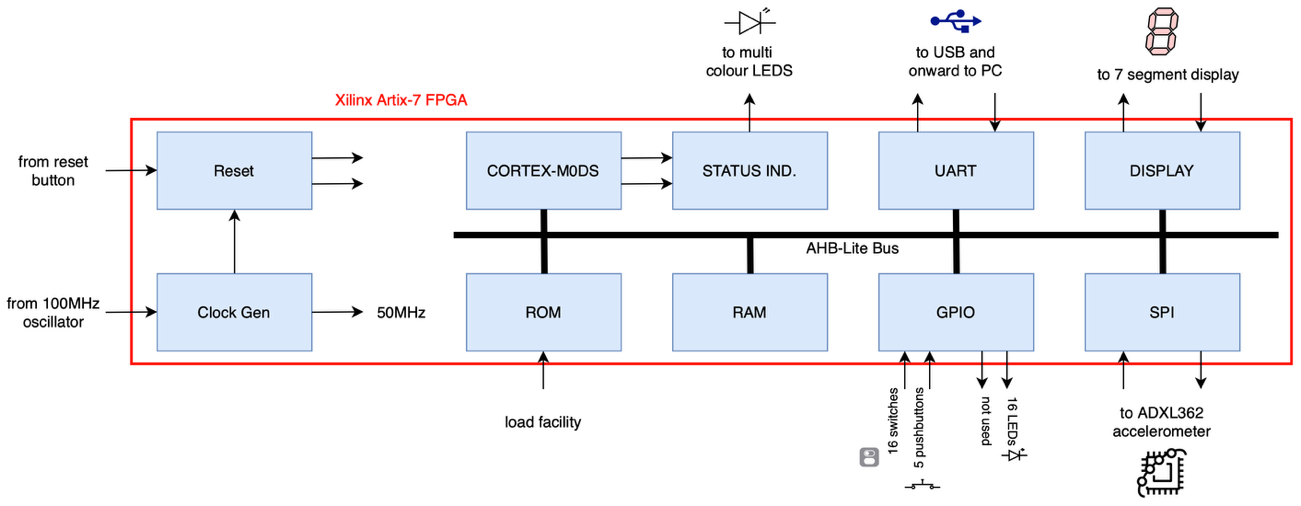 to multi
colour LEDS
to USB and
onward to PC
to 7 segment display
Xilinx Artix-7 FPGA
from reset
button
Reset
CORTEX-M0DS
STATUS IND.
UART
DISPLAY
AHB-Lite Bus
from 100MHz
oscillator
Clock Gen
50MHz
ROM
RAM
GPIO
SPI
load facility
16 switches
5 pushbuttons
not used
16 LEDs
to ADXL362
accelerometer